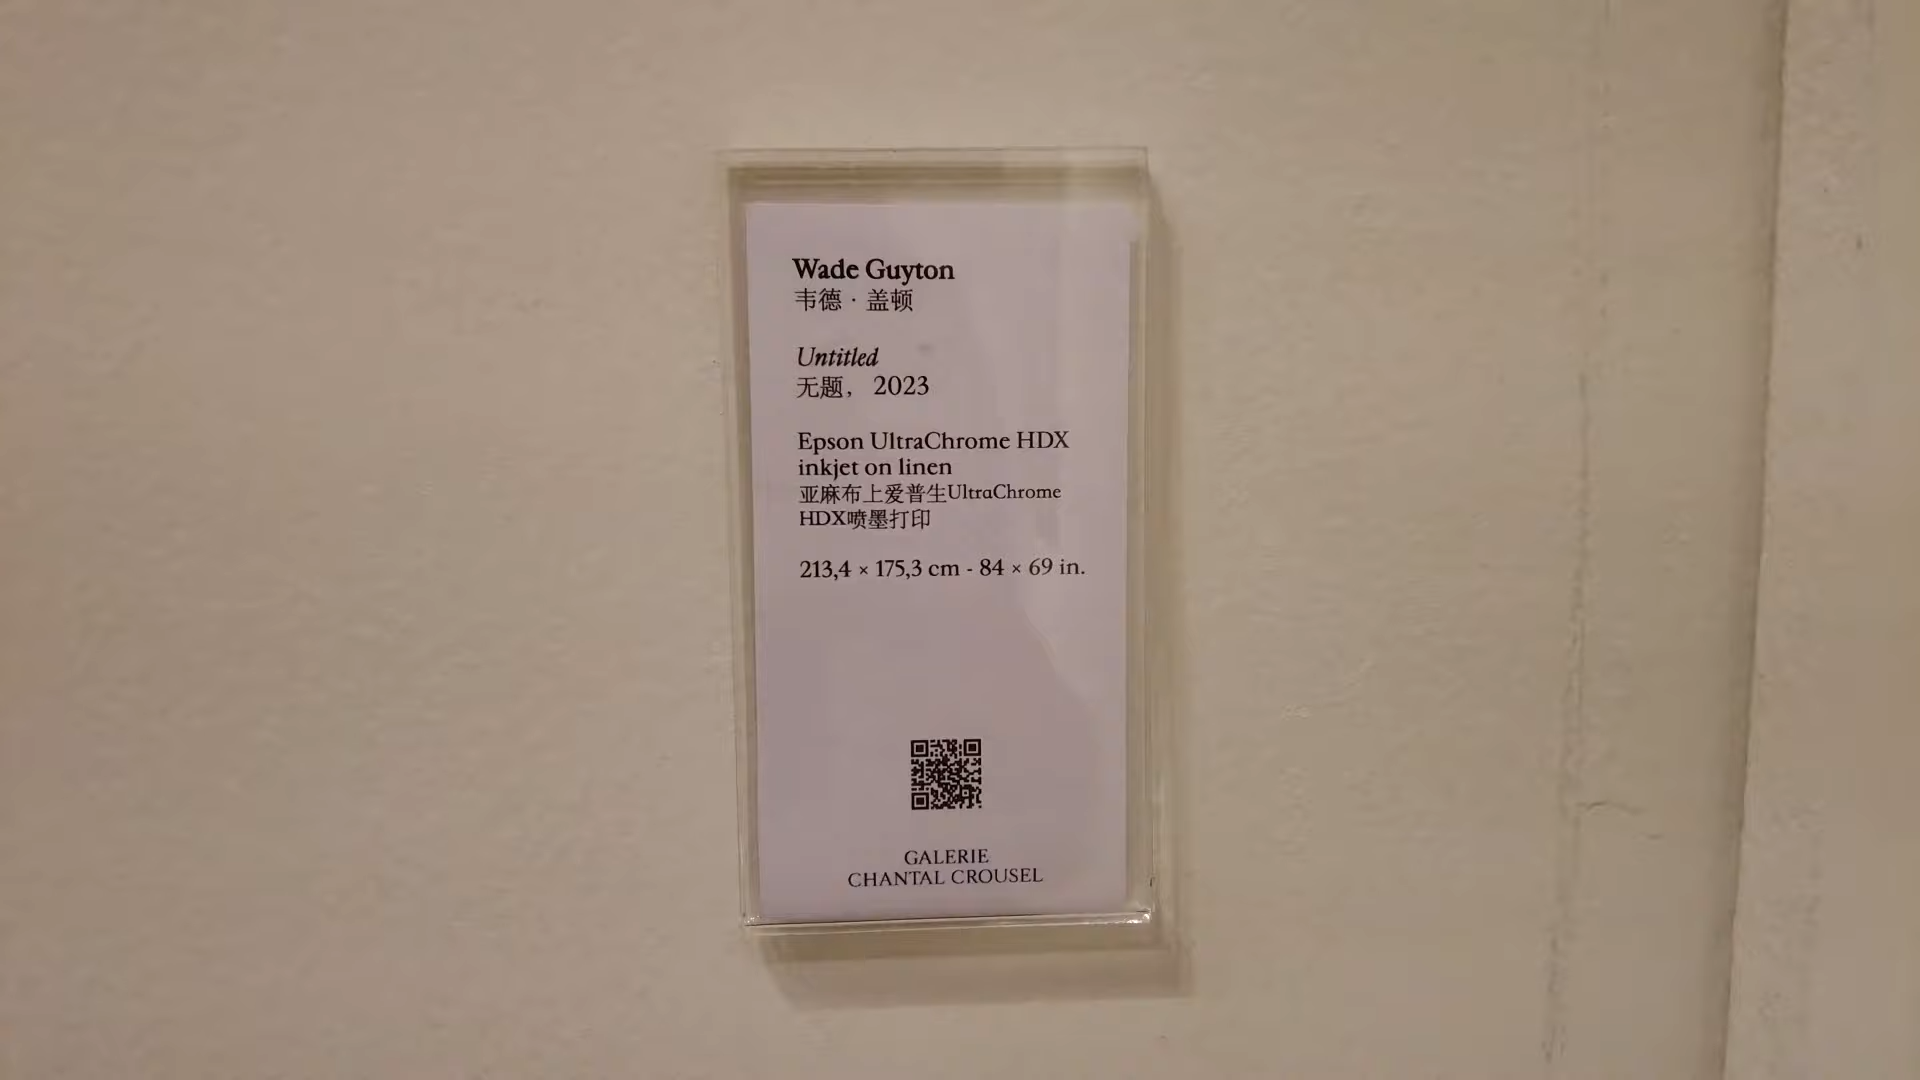 Wade Guyton
韦德 · 盖顿
Untitled
无题，2023
Epson UltraChrome HDX
inkjet on linen
亚麻布上爱普生UltraChrome
HDX喷墨打印
213,4 × 175,3 cm - 84 × 69 in.
GALERIE
CHANTAL CROUSEL